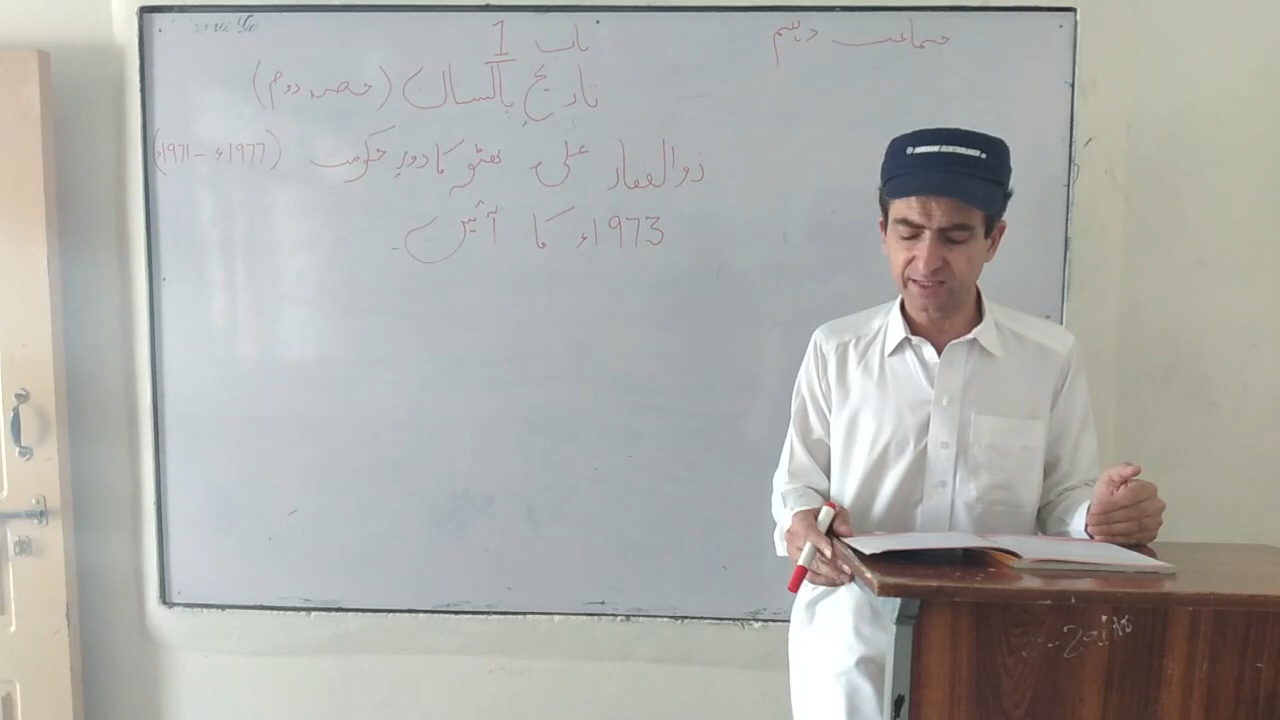 جماعت دہم
باب 1
تاریخ پاکستان (حصہ دوم)
ذوالفقار علی بھٹو کا دورِ حکومت (1971ء – 1977ء)
1973ء کا آئین۔